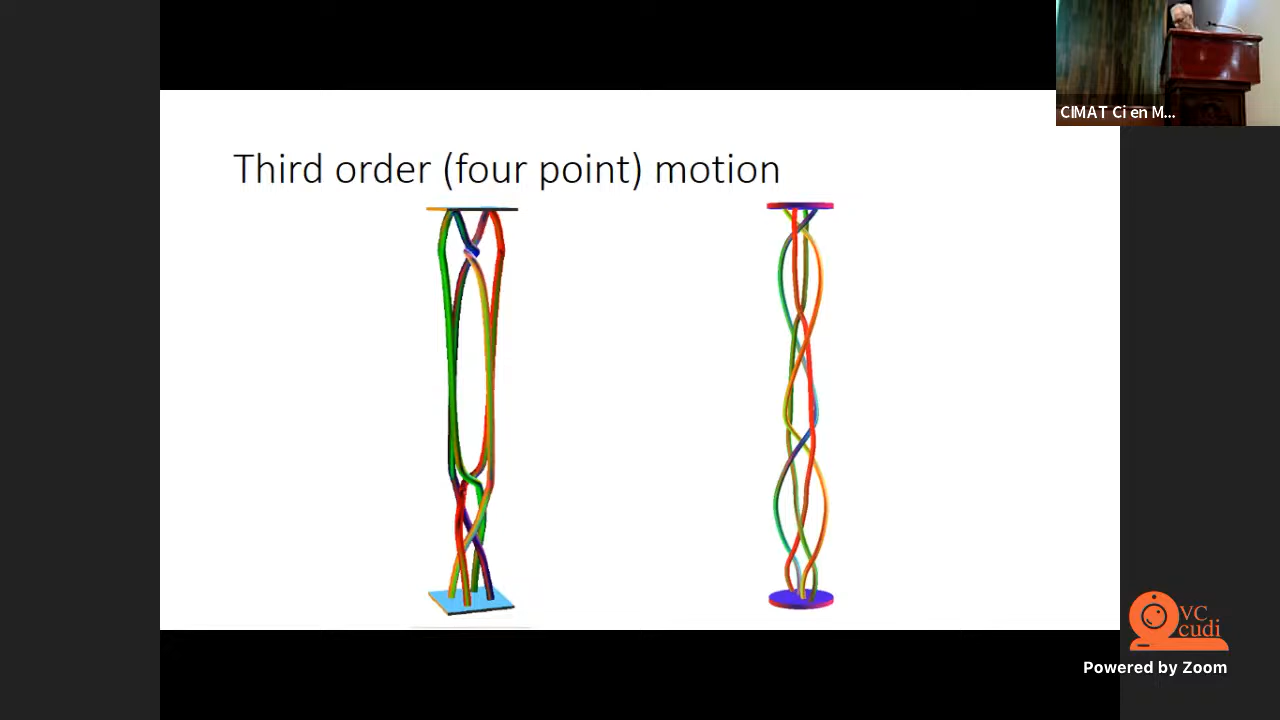 CIMAT Ci en M...
Third order (four point) motion
VC
cudi
Powered by Zoom